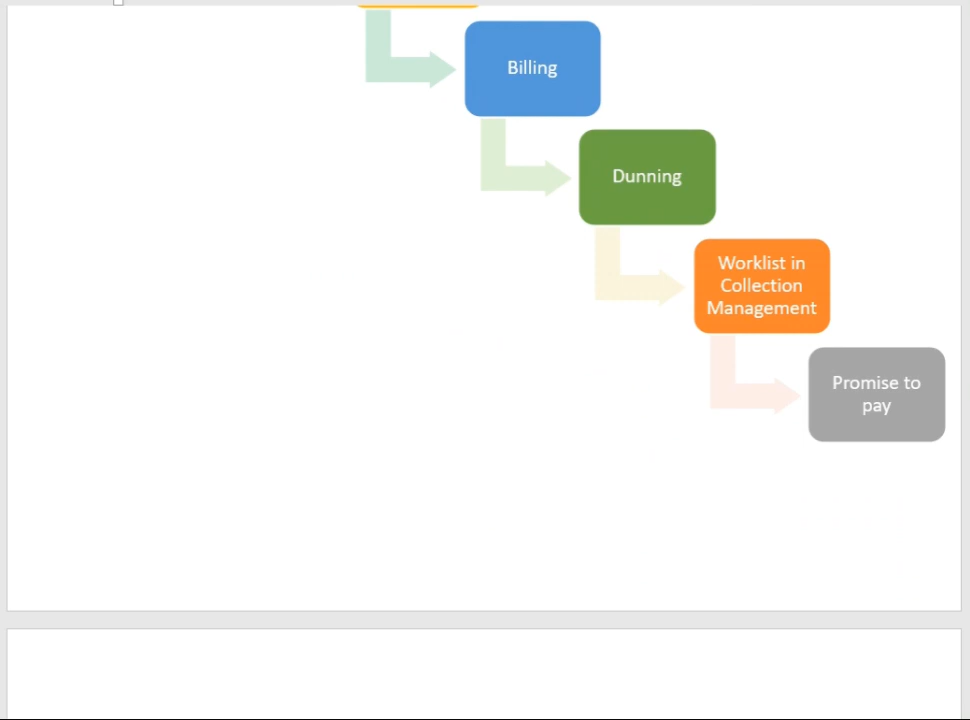 Billing
Dunning
Worklist in
Collection
Management
Promise to
pay